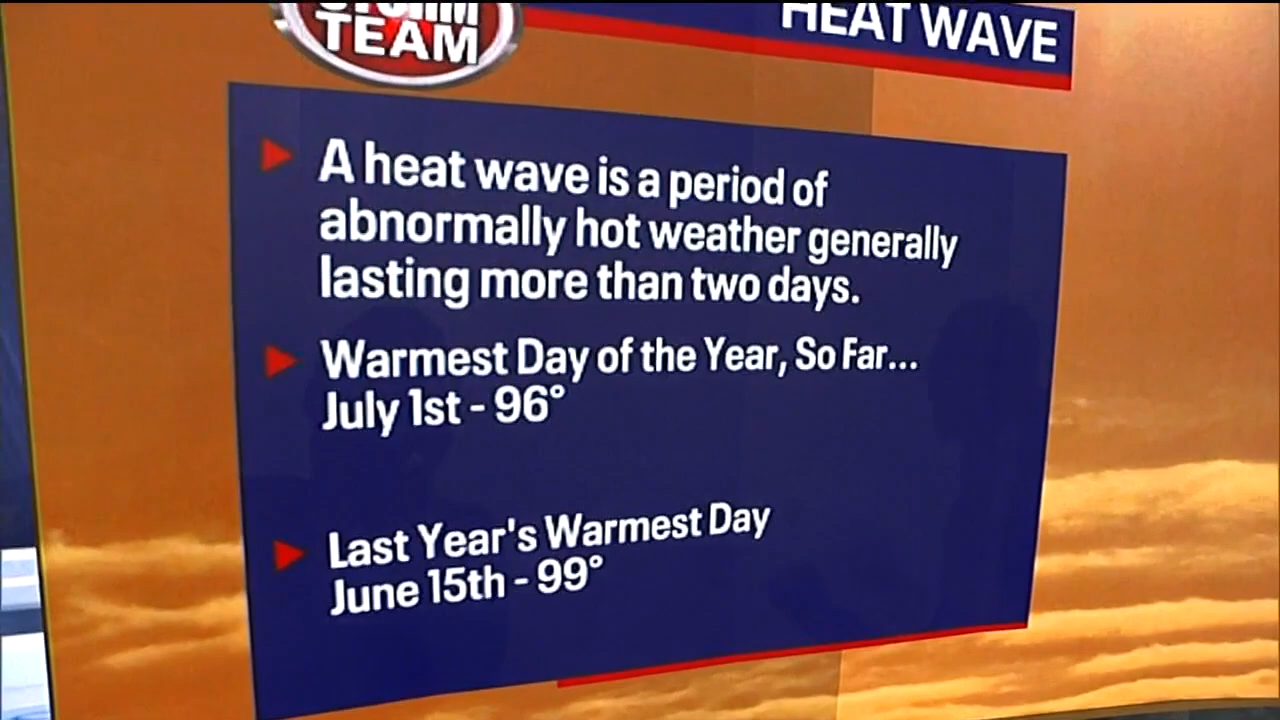 STORM
TEAM
HEAT WAVE
A heat wave is a period of
abnormally hot weather generally
lasting more than two days.
Warmest Day of the Year, So Far...
July 1st - 96°
Last Year's Warmest Day
June 15th - 99°